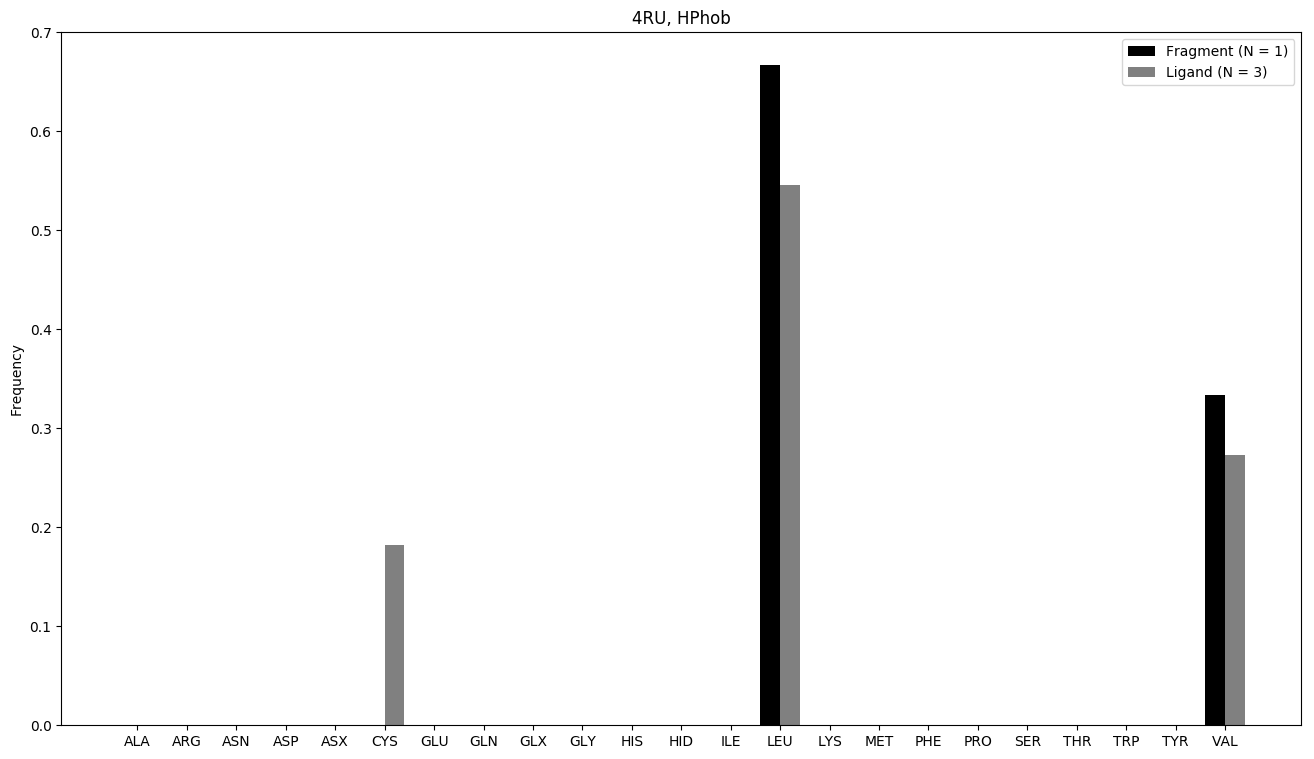 4RU, HPhob
Fragment (N = 1)
Ligand (N = 3)
Frequency
0.7
0.6
0.5
0.4
0.3
0.2
0.1
0.0
ALA ARG ASN ASP ASX CYS GLU GLN GLX GLY HIS HID ILE LEU LYS MET PHE PRO SER THR TRP TYR VAL